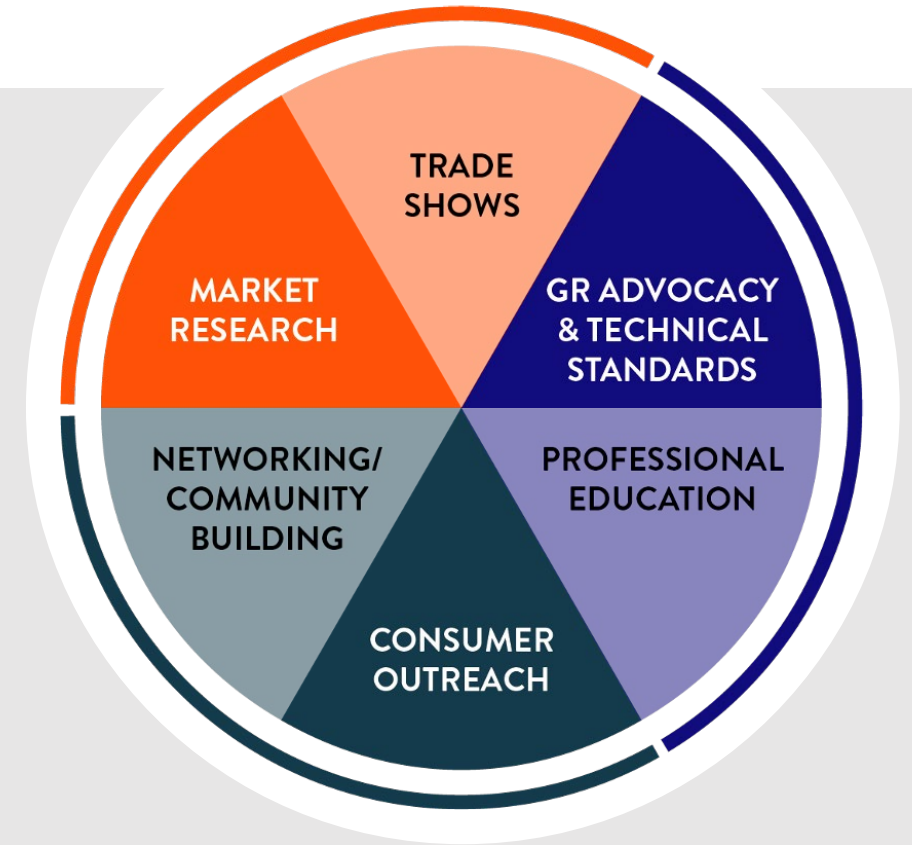 TRADE
SHOWS
GR ADVOCACY
& TECHNICAL
STANDARDS
PROFESSIONAL
EDUCATION
CONSUMER
OUTREACH
NETWORKING/
COMMUNITY
BUILDING
MARKET
RESEARCH